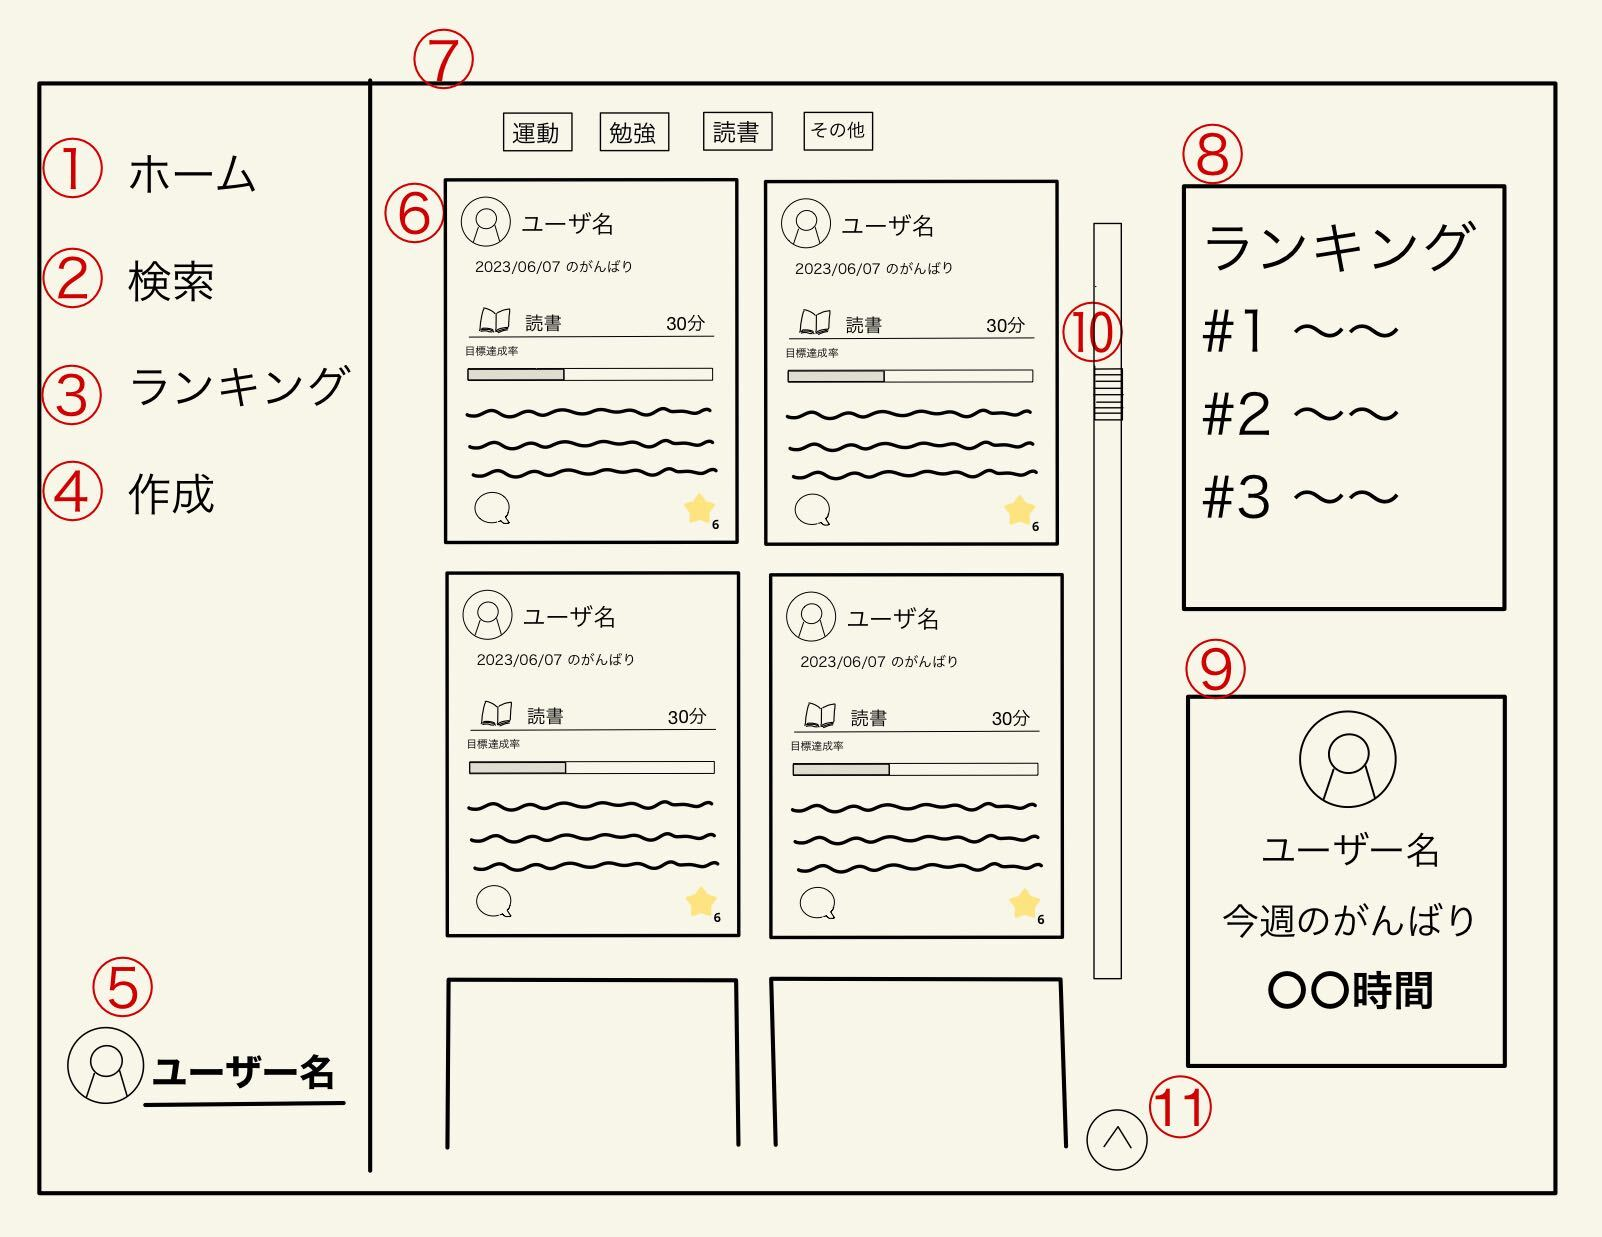 ⑦
運動 勉強 読書 その他
① ホーム
② 検索
③ ランキング
④ 作成
⑤
ユーザー名
⑥
ユーザ名
2023/06/07 のがんばり
読書 30分
目標達成率
6
ユーザ名
2023/06/07 のがんばり
読書 30分
目標達成率
6
ユーザ名
2023/06/07 のがんばり
読書 30分
目標達成率
6
ユーザ名
2023/06/07 のがんばり
読書 30分
目標達成率
6
⑩
⑧
ランキング
#1 〜〜
#2 〜〜
#3 〜〜
⑨
ユーザー名
今週のがんばり
〇〇時間
⑪